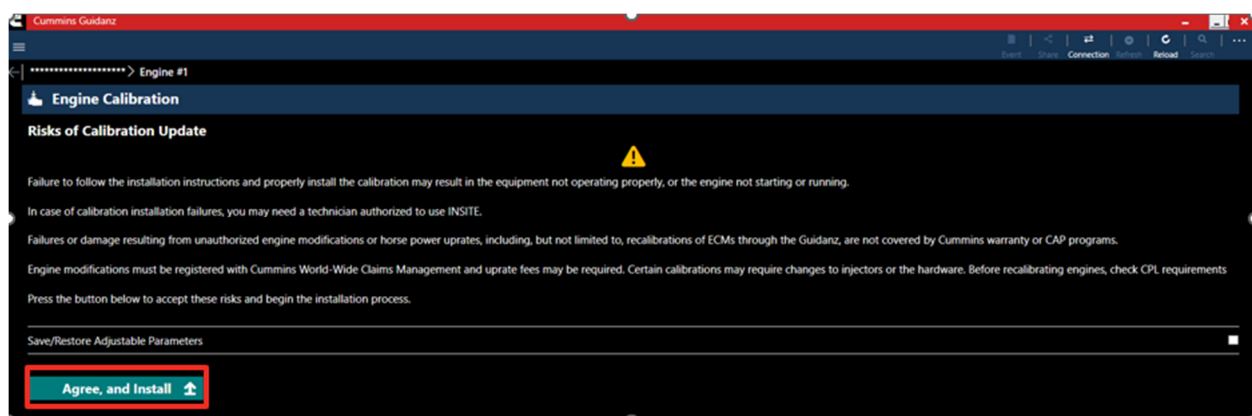 Cummins Guidanz
Event Share Connection Refresh Reload Search
********************* > Engine #1
Engine Calibration
Risks of Calibration Update
Failure to follow the installation instructions and properly install the calibration may result in the equipment not operating properly, or the engine not starting or running.
In case of calibration installation failures, you may need a technician authorized to use INSITE.
Failures or damage resulting from unauthorized engine modifications or horse power uprates, including, but not limited to, recalibrations of ECMs through the Guidanz, are not covered by Cummins warranty or CAP programs.
Engine modifications must be registered with Cummins World-Wide Claims Management and uprate fees may be required. Certain calibrations may require changes to injectors or the hardware. Before recalibrating engines, check CPL requirements
Press the button below to accept these risks and begin the installation process.
Save/Restore Adjustable Parameters
Agree, and Install